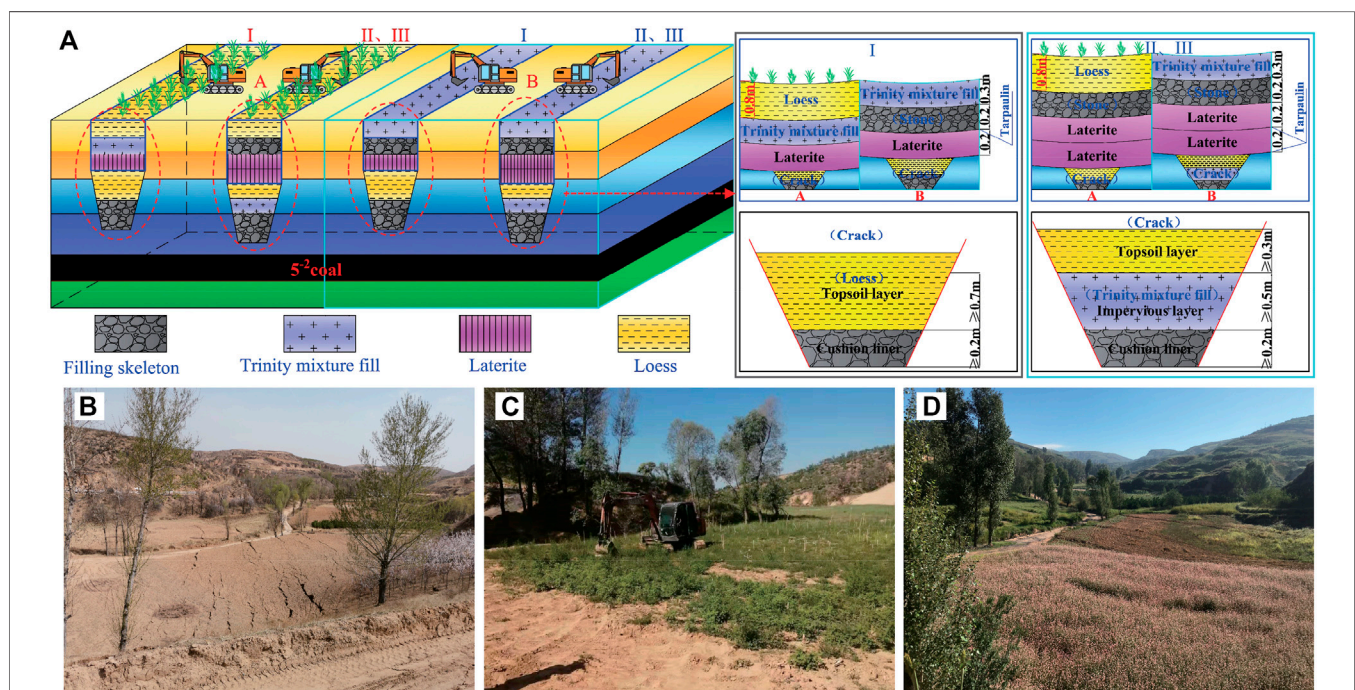 A
I
II、III
I
II、III
A
B
5-2coal
Filling skeleton
Trinity mixture fill
Laterite
Loess
I
0.8m
Loess
Trinity mixture fill
Laterite
A
Trinity mixture fill
(Stone)
Laterite
B
0.2
0.2
0.2
0.3m
Tarpaulin
II、III
0.8m
Loess
(Stone)
Laterite
Laterite
Crack
A
Trinity mixture fill
(Stone)
Laterite
Laterite
Crack
B
0.2
0.2
0.2
0.3m
Tarpaulin
(Crack)
(Loess)
Topsoil layer
Cushion liner
≥0.7m
≥0.2m
(Crack)
Topsoil layer
(Trinity mixture fill)
Impervious layer
Cushion liner
≥0.3m
≥0.5m
≥0.2m
B
C
D